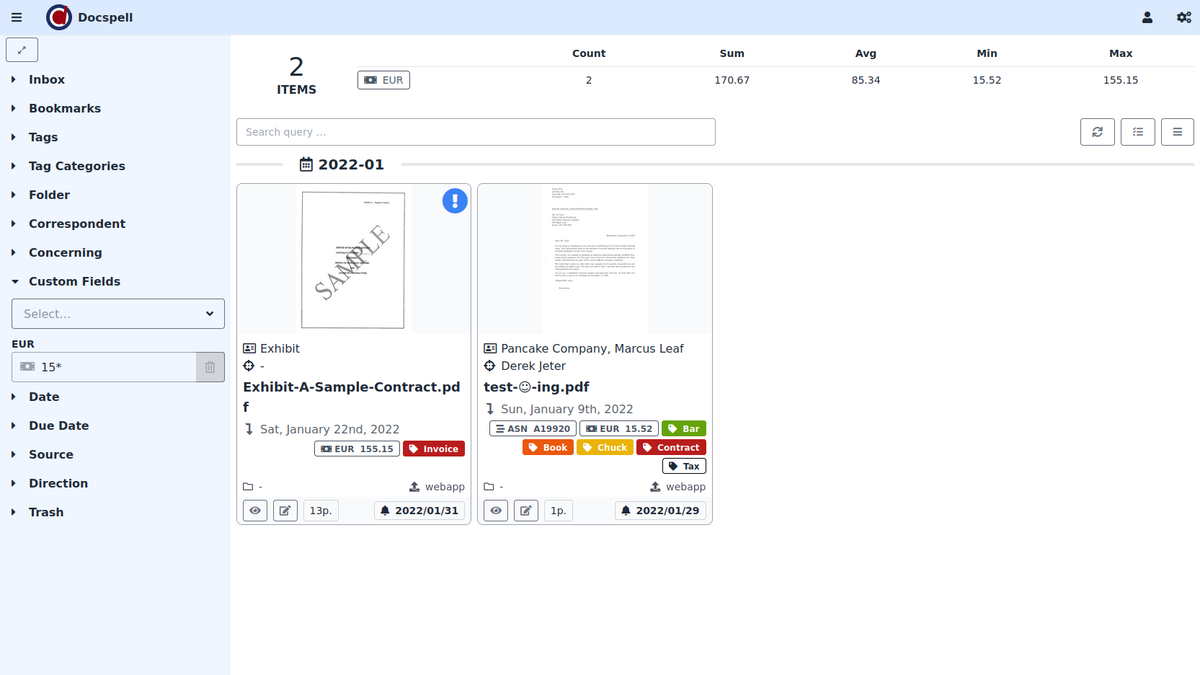 Docspell
Inbox
Bookmarks
Tags
Tag Categories
Folder
Correspondent
Concerning
Custom Fields
Select...
EUR
15*
Date
Due Date
Source
Direction
Trash
2
ITEMS
Count Sum Avg Min Max
EUR 2 170.67 85.34 15.52 155.15
Search query ...
2022-01
SAMPLE
Exhibit
-
Exhibit-A-Sample-Contract.pd
f
Sat, January 22nd, 2022
EUR 155.15 Invoice
- webapp
13p. 2022/01/31
Pancake Company, Marcus Leaf
Derek Jeter
test-☺-ing.pdf
Sun, January 9th, 2022
ASN A19920 EUR 15.52 Bar
Book Chuck Contract
Tax
- webapp
1p. 2022/01/29